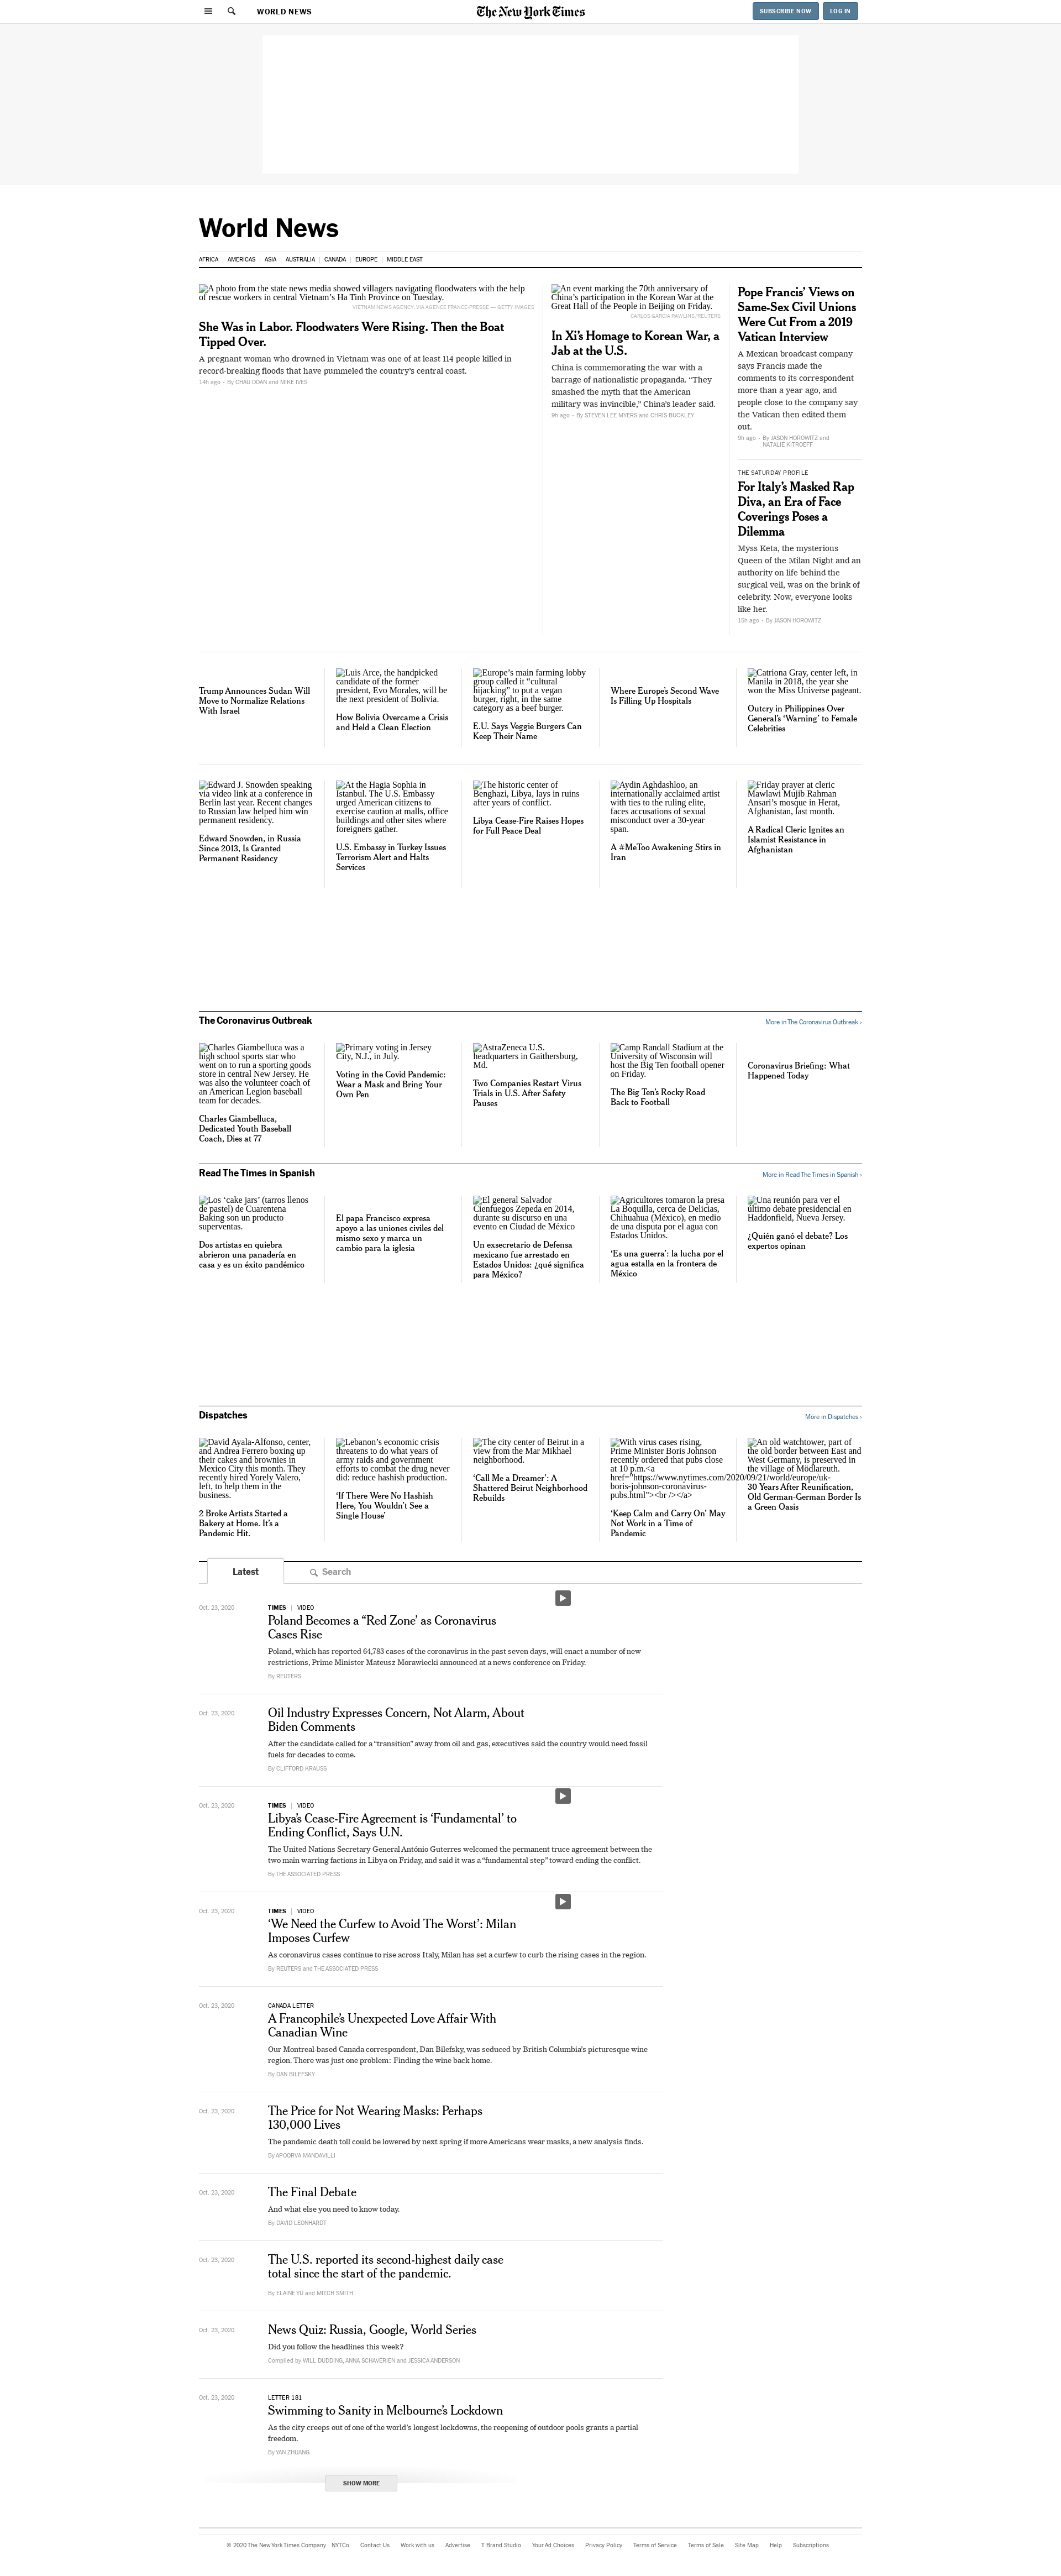 WORLD NEWS
The New York Times
SUBSCRIBE NOW
LOG IN
World News
AFRICA
AMERICAS
ASIA
AUSTRALIA
CANADA
EUROPE
MIDDLE EAST
A photo from the state news media showed villagers navigating floodwaters with the help
of rescue workers in central Vietnam’s Ha Tinh Province on Tuesday.
VIETNAM NEWS AGENCY, VIA AGENCE FRANCE-PRESSE — GETTY IMAGES
She Was in Labor. Floodwaters Were Rising. Then the Boat
Tipped Over.
A pregnant woman who drowned in Vietnam was one of at least 114 people killed in
record-breaking floods that have pummeled the country’s central coast.
14h ago - By CHAU DOAN and MIKE IVES
An event marking the 70th anniversary of
China’s participation in the Korean War at the
Great Hall of the People in Beijing on Friday.
CARLOS GARCIA RAWLINS/REUTERS
In Xi’s Homage to Korean War, a
Jab at the U.S.
China is commemorating the war with a
barrage of nationalistic propaganda. “They
smashed the myth that the American
military was invincible,” China’s leader said.
9h ago - By STEVEN LEE MYERS and CHRIS BUCKLEY
Pope Francis’ Views on
Same-Sex Civil Unions
Were Cut From a 2019
Vatican Interview
A Mexican broadcast company
says Francis made the
comments to its correspondent
more than a year ago, and
people close to the company say
the Vatican then edited them
out.
9h ago - By JASON HOROWITZ and
NATALIE KITROEFF
THE SATURDAY PROFILE
For Italy’s Masked Rap
Diva, an Era of Face
Coverings Poses a
Dilemma
Myss Keta, the mysterious
Queen of the Milan Night and an
authority on life behind the
surgical veil, was on the brink of
celebrity. Now, everyone looks
like her.
15h ago - By JASON HOROWITZ
Trump Announces Sudan Will
Move to Normalize Relations
With Israel
Luis Arce, the handpicked
candidate of the former
president, Evo Morales, will be
the next president of Bolivia.
How Bolivia Overcame a Crisis
and Held a Clean Election
Europe’s main farming lobby
group called it “cultural
hijacking” to put a vegan
burger, right, in the same
category as a beef burger.
E.U. Says Veggie Burgers Can
Keep Their Name
Where Europe’s Second Wave
Is Filling Up Hospitals
Catriona Gray, center left, in
Manila in 2018, the year she
won the Miss Universe pageant.
Outcry in Philippines Over
General’s ‘Warning’ to Female
Celebrities
Edward J. Snowden speaking
via video link at a conference in
Berlin last year. Recent changes
to Russian law helped him win
permanent residency.
Edward Snowden, in Russia
Since 2013, Is Granted
Permanent Residency
At the Hagia Sophia in
Istanbul. The U.S. Embassy
urged American citizens to
exercise caution at malls, office
buildings and other sites where
foreigners gather.
U.S. Embassy in Turkey Issues
Terrorism Alert and Halts
Services
The historic center of
Benghazi, Libya, lays in ruins
after years of conflict.
Libya Cease-Fire Raises Hopes
for Full Peace Deal
Aydin Aghdashloo, an
internationally acclaimed artist
with ties to the ruling elite,
faces accusations of sexual
misconduct over a 30-year
span.
A #MeToo Awakening Stirs in
Iran
Friday prayer at cleric
Mawlawi Mujib Rahman
Ansari’s mosque in Herat,
Afghanistan, last month.
A Radical Cleric Ignites an
Islamist Resistance in
Afghanistan
The Coronavirus Outbreak
More in The Coronavirus Outbreak ›
Charles Giambelluca was a
high school sports star who
went on to run a sporting goods
store in central New Jersey. He
was also the volunteer coach of
an American Legion baseball
team for decades.
Charles Giambelluca,
Dedicated Youth Baseball
Coach, Dies at 77
Primary voting in Jersey
City, N.J., in July.
Voting in the Covid Pandemic:
Wear a Mask and Bring Your
Own Pen
AstraZeneca U.S.
headquarters in Gaithersburg,
Md.
Two Companies Restart Virus
Trials in U.S. After Safety
Pauses
Camp Randall Stadium at the
University of Wisconsin will
host the Big Ten football opener
on Friday.
The Big Ten’s Rocky Road
Back to Football
Coronavirus Briefing: What
Happened Today
Read The Times in Spanish
More in Read The Times in Spanish ›
Los ‘cake jars’ (tarros llenos
de pastel) de Cuarentena
Baking son un producto
superventas.
Dos artistas en quiebra
abrieron una panadería en
casa y es un éxito pandémico
El papa Francisco expresa
apoyo a las uniones civiles del
mismo sexo y marca un
cambio para la iglesia
El general Salvador
Cienfuegos Zepeda en 2014,
durante su discurso en una
evento en Ciudad de México
Un exsecretario de Defensa
mexicano fue arrestado en
Estados Unidos: ¿qué significa
para México?
Agricultores tomaron la presa
La Boquilla, cerca de Delicias,
Chihuahua (México), en medio
de una disputa por el agua con
Estados Unidos.
‘Es una guerra’: la lucha por el
agua estalla en la frontera de
México
Una reunión para ver el
último debate presidencial en
Haddonfield, Nueva Jersey.
¿Quién ganó el debate? Los
expertos opinan
Dispatches
More in Dispatches ›
David Ayala-Alfonso, center,
and Andrea Ferrero boxing up
their cakes and brownies in
Mexico City this month. They
recently hired Yorely Valero,
left, to help them in the
business.
2 Broke Artists Started a
Bakery at Home. It’s a
Pandemic Hit.
Lebanon’s economic crisis
threatens to do what years of
army raids and government
efforts to combat the drug never
did: reduce hashish production.
‘If There Were No Hashish
Here, You Wouldn’t See a
Single House’
The city center of Beirut in a
view from the Mar Mikhael
neighborhood.
‘Call Me a Dreamer’: A
Shattered Beirut Neighborhood
Rebuilds
With virus cases rising,
Prime Minister Boris Johnson
recently ordered that pubs close
at 10 p.m.<a
href="https://www.nytimes.com/2020/09/21/world/europe/uk-
boris-johnson-coronavirus-
pubs.html"><br /></a>
‘Keep Calm and Carry On’ May
Not Work in a Time of
Pandemic
An old watchtower, part of
the old border between East and
West Germany, is preserved in
the village of Mödlareuth.
30 Years After Reunification,
Old German-German Border Is
a Green Oasis
Latest
Search
Oct. 23, 2020
TIMES | VIDEO
Poland Becomes a “Red Zone’ as Coronavirus
Cases Rise
Poland, which has reported 64,783 cases of the coronavirus in the past seven days, will enact a number of new
restrictions, Prime Minister Mateusz Morawiecki announced at a news conference on Friday.
By REUTERS
Oct. 23, 2020
Oil Industry Expresses Concern, Not Alarm, About
Biden Comments
After the candidate called for a “transition” away from oil and gas, executives said the country would need fossil
fuels for decades to come.
By CLIFFORD KRAUSS
Oct. 23, 2020
TIMES | VIDEO
Libya’s Cease-Fire Agreement is ‘Fundamental’ to
Ending Conflict, Says U.N.
The United Nations Secretary General António Guterres welcomed the permanent truce agreement between the
two main warring factions in Libya on Friday, and said it was a “fundamental step” toward ending the conflict.
By THE ASSOCIATED PRESS
Oct. 23, 2020
TIMES | VIDEO
‘We Need the Curfew to Avoid The Worst’: Milan
Imposes Curfew
As coronavirus cases continue to rise across Italy, Milan has set a curfew to curb the rising cases in the region.
By REUTERS and THE ASSOCIATED PRESS
Oct. 23, 2020
CANADA LETTER
A Francophile’s Unexpected Love Affair With
Canadian Wine
Our Montreal-based Canada correspondent, Dan Bilefsky, was seduced by British Columbia’s picturesque wine
region. There was just one problem: Finding the wine back home.
By DAN BILEFSKY
Oct. 23, 2020
The Price for Not Wearing Masks: Perhaps
130,000 Lives
The pandemic death toll could be lowered by next spring if more Americans wear masks, a new analysis finds.
By APOORVA MANDAVILLI
Oct. 23, 2020
The Final Debate
And what else you need to know today.
By DAVID LEONHARDT
Oct. 23, 2020
The U.S. reported its second-highest daily case
total since the start of the pandemic.
By ELAINE YU and MITCH SMITH
Oct. 23, 2020
News Quiz: Russia, Google, World Series
Did you follow the headlines this week?
Compiled by WILL DUDDING, ANNA SCHAVERIEN and JESSICA ANDERSON
Oct. 23, 2020
LETTER 181
Swimming to Sanity in Melbourne’s Lockdown
As the city creeps out of one of the world’s longest lockdowns, the reopening of outdoor pools grants a partial
freedom.
By YAN ZHUANG
SHOW MORE
© 2020 The New York Times Company NYTCo Contact Us Work with us Advertise T Brand Studio Your Ad Choices Privacy Policy Terms of Service Terms of Sale Site Map Help Subscriptions